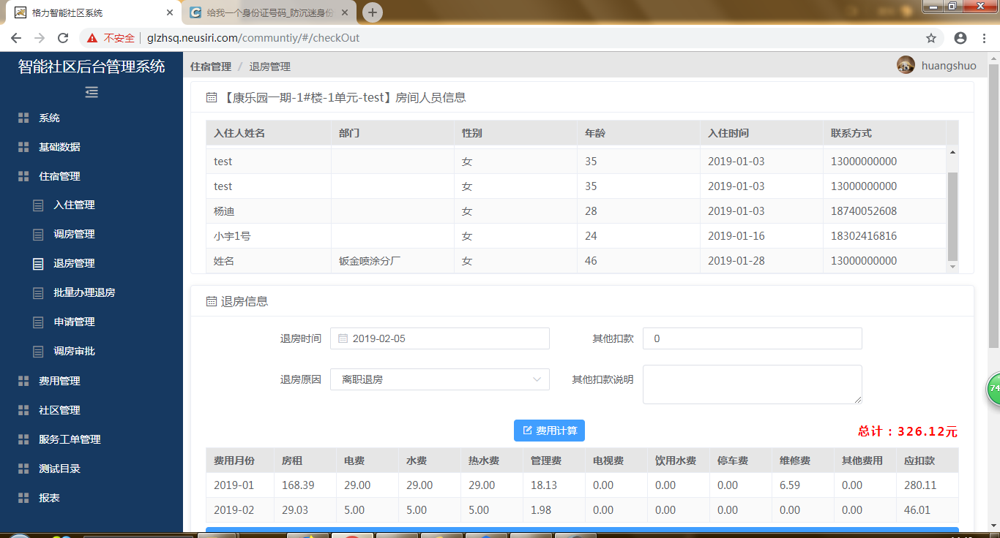 格力智能社区系统
给我一个身份证号码_防沉迷身份
不安全 glzhsq.neusiri.com/communtiy/#/checkOut
智能社区后台管理系统
系统
基础数据
住宿管理
入住管理
调房管理
退房管理
批量办理退房
申请管理
调房审批
费用管理
社区管理
服务工单管理
测试目录
报表
住宿管理 / 退房管理
huangshuo
【康乐园一期-1#楼-1单元-test】房间人员信息
入住人姓名 部门 性别 年龄 入住时间 联系方式
test 女 35 2019-01-03 13000000000
test 女 35 2019-01-03 13000000000
杨迪 女 28 2019-01-03 18740052608
小宇1号 女 24 2019-01-16 18302416816
姓名 钣金喷涂分厂 女 46 2019-01-28 13000000000
退房信息
退房时间 2019-02-05 其他扣款 0
退房原因 离职退房 其他扣款说明
费用计算
总计：326.12元
费用月份 房租 电费 水费 热水费 管理费 电视费 饮用水费 停车费 维修费 其他费用 应扣款
2019-01 168.39 29.00 29.00 29.00 18.13 0.00 0.00 0.00 6.59 0.00 280.11
2019-02 29.03 5.00 5.00 5.00 1.98 0.00 0.00 0.00 0.00 0.00 46.01
74